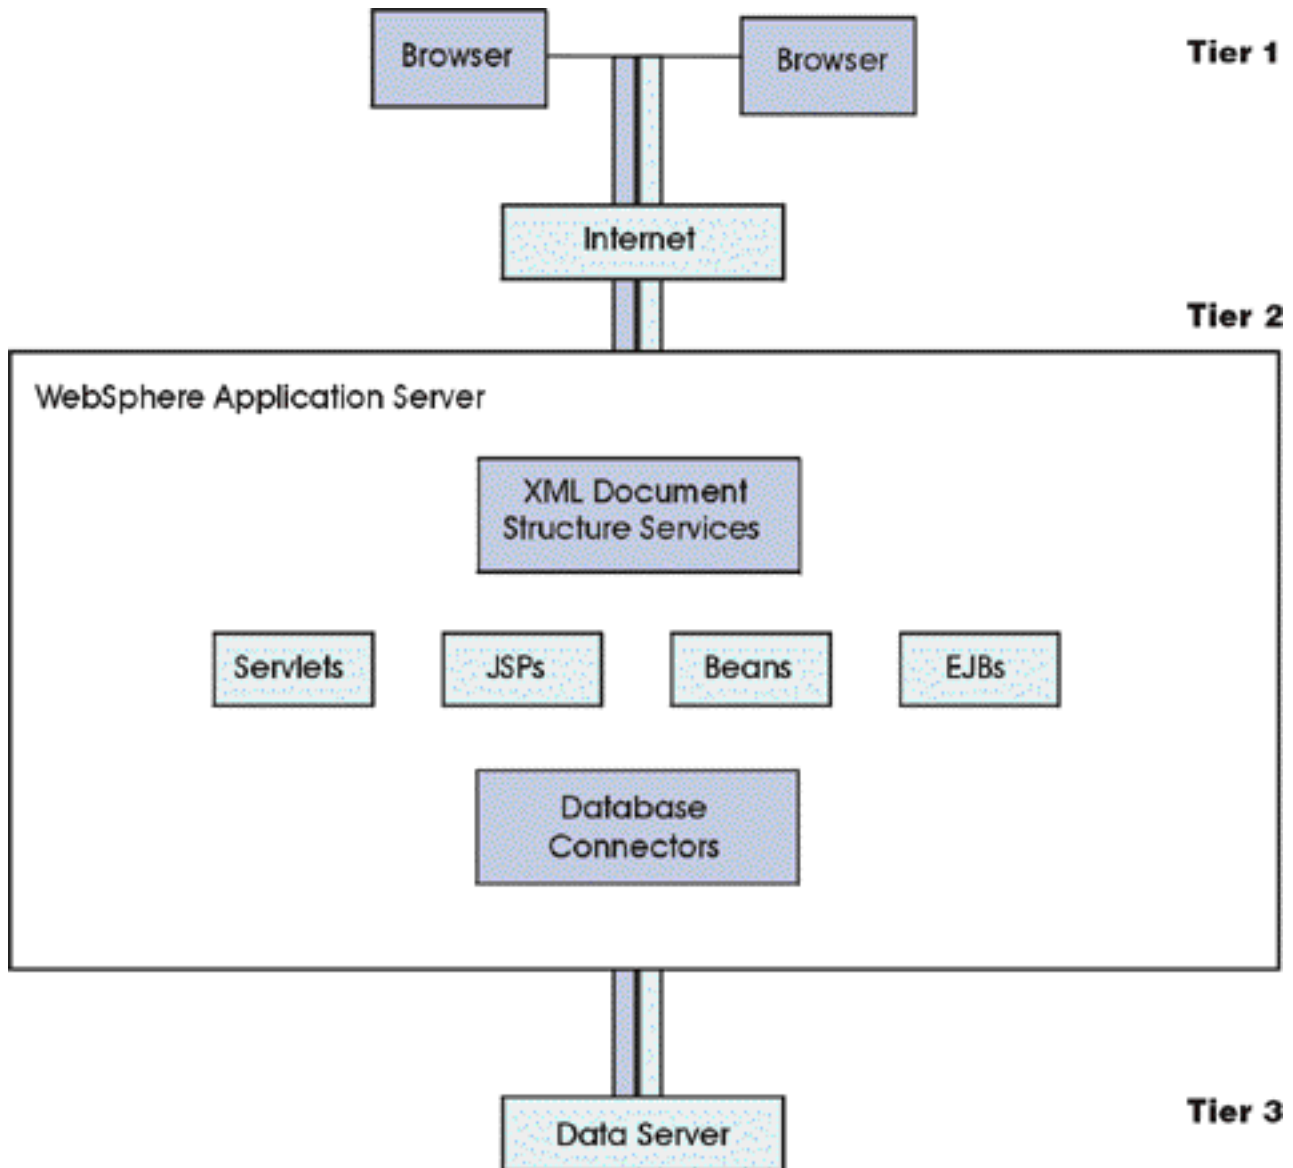 Browser
Browser
Tier 1
Internet
Tier 2
WebSphere Application Server
XML Document
Structure Services
Servlets
JSPs
Beans
EJBs
Database
Connectors
Tier 3
Data Server